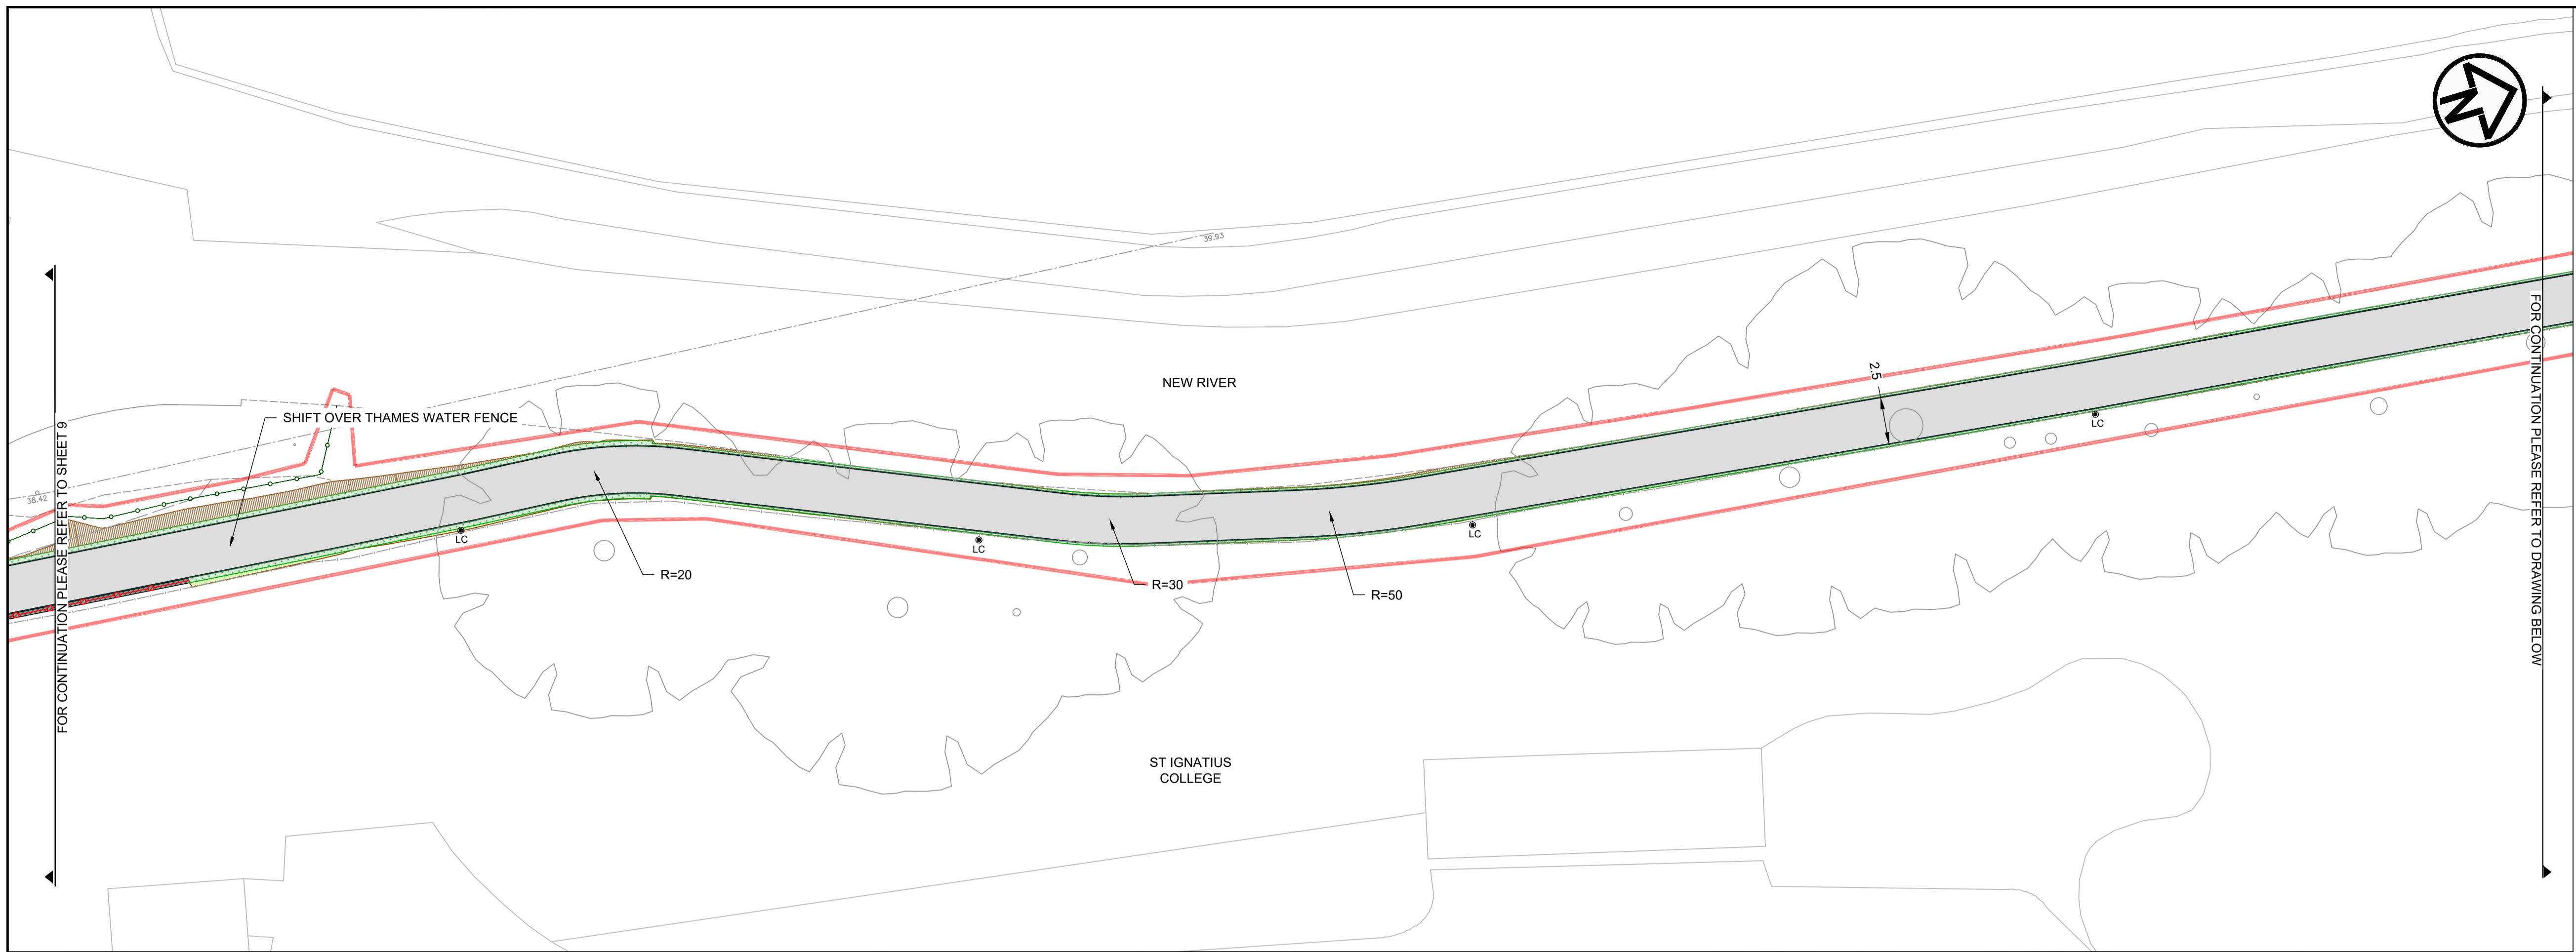 N
39.93
2.5
NEW RIVER
SHIFT OVER THAMES WATER FENCE
LC
38.42
FOR CONTINUATION PLEASE REFER TO SHEET 9
FOR CONTINUATION PLEASE REFER TO DRAWING BELOW
LC
LC
LC
R=20
R=30
R=50
ST IGNATIUS
COLLEGE